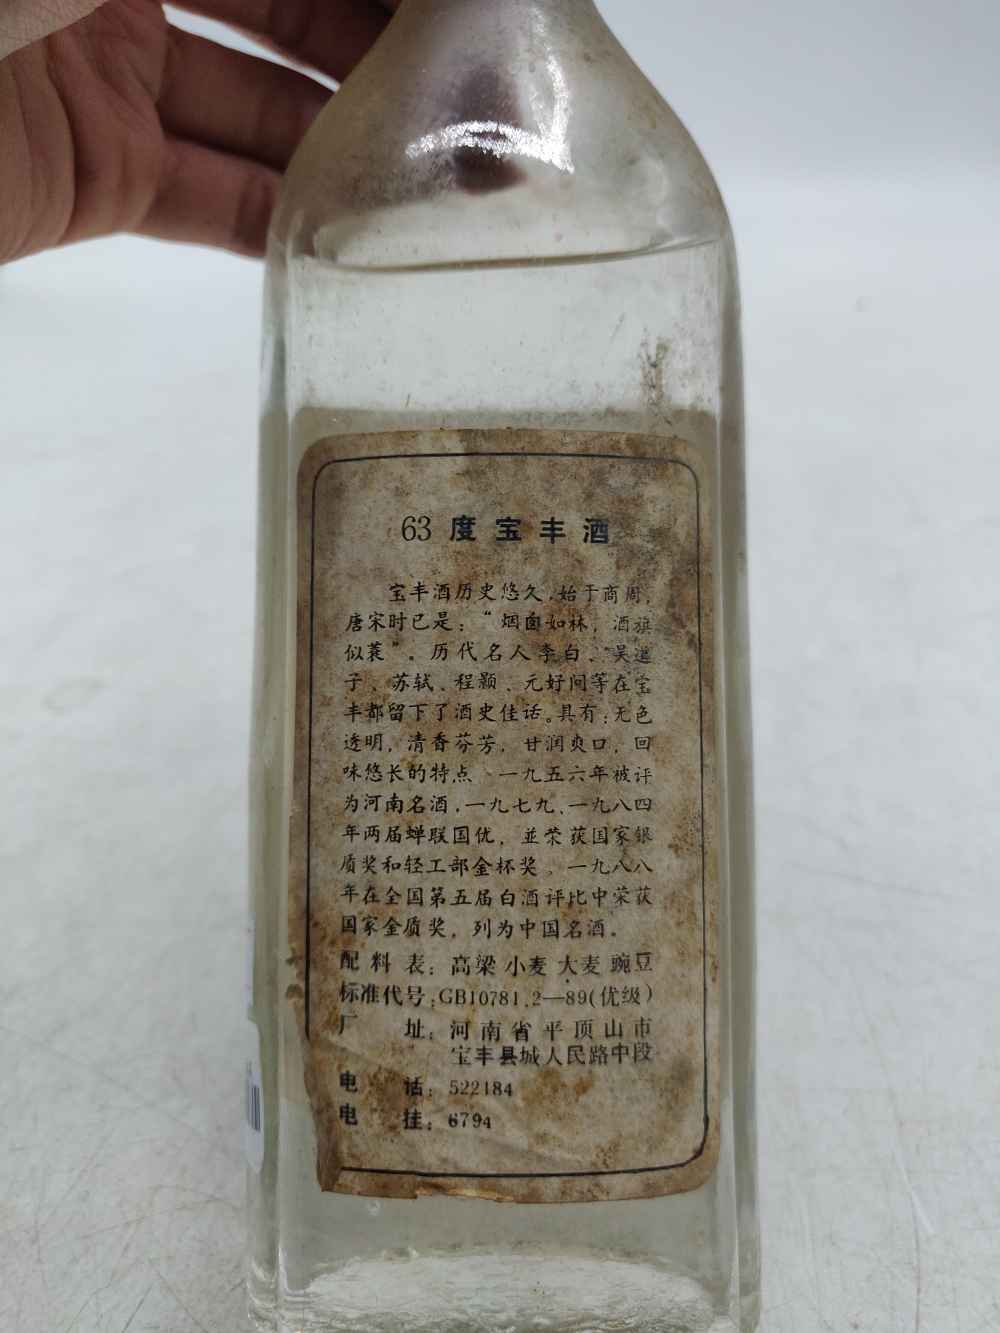 63 度宝丰酒
宝丰酒历史悠久,始于商周,
唐宋时已是:“烟囱如林,酒旗
似蓑”。历代名人李白、吴道
子、苏轼、程颢、元好问等在宝
丰都留下了酒史佳话。具有:无色
透明,清香芬芳,甘润爽口,回
味悠长的特点。一九五六年被评
为河南名酒,一九七九、一九八四
年两届蝉联国优,並荣获国家银
质奖和轻工部金杯奖。一九八八
年在全国第五届白酒评比中荣获
国家金质奖,列为中国名酒。
配料表:高粱 小麦 大麦 豌豆
标准代号:GB10781.2—89(优级)
厂 址:河南省平顶山市
宝丰县城人民路中段
电 话:522184
电 挂:6794